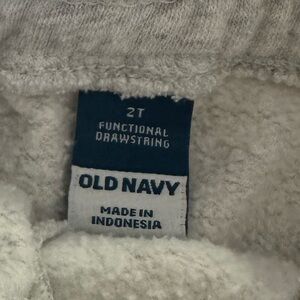 2T
FUNCTIONAL
DRAWSTRING
OLD NAVY
MADE IN
INDONESIA